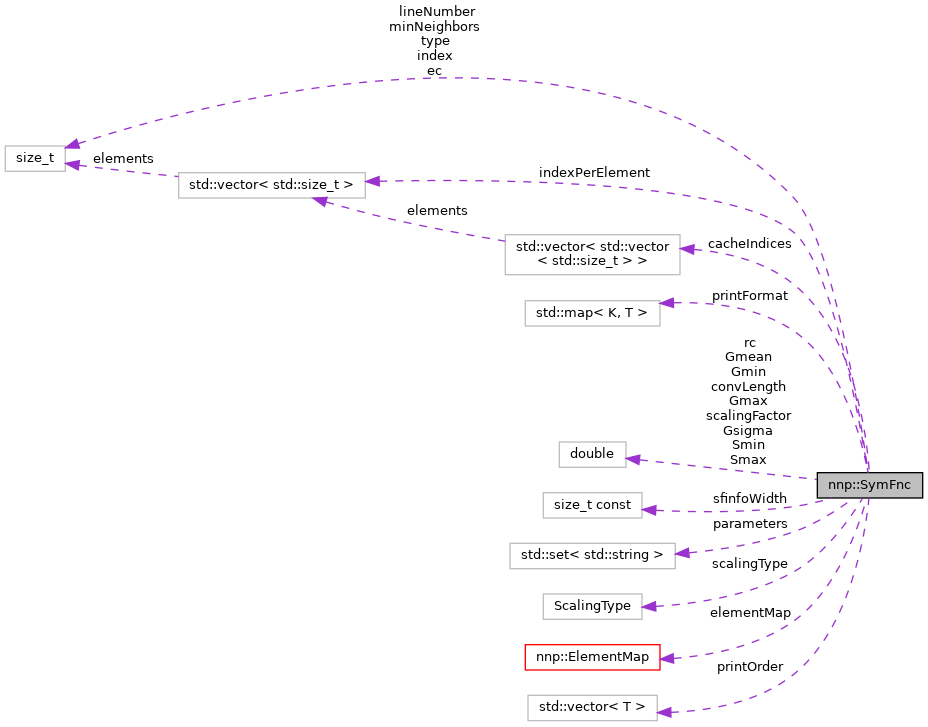 lineNumber
minNeighbors
type
index
ec
size_t
elements
std::vector< std::size_t >
indexPerElement
elements
std::vector< std::vector
< std::size_t > >
cacheIndices
printFormat
std::map< K, T >
rc
Gmean
Gmin
convLength
Gmax
scalingFactor
Gsigma
Smin
Smax
double
nnp::SymFnc
sfinfoWidth
size_t const
parameters
std::set< std::string >
scalingType
ScalingType
elementMap
nnp::ElementMap
printOrder
std::vector< T >